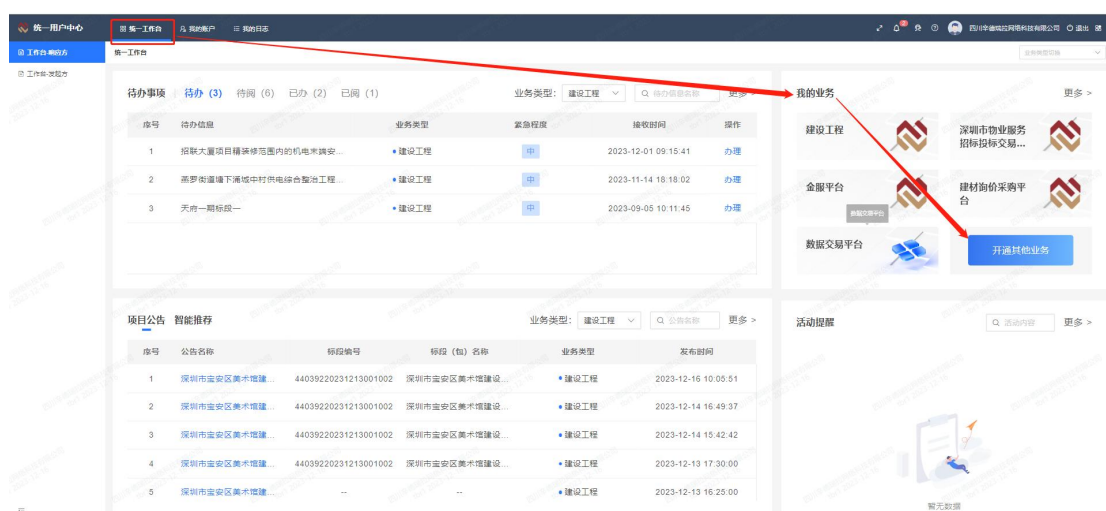 统一用户中心 统一工作台 我的账户 我的日志 2 退出
工作台-响应方 统一工作台 业务类型切换
工作台-发起方
待办事项 待办 (3) 待阅 (6) 已办 (2) 已阅 (1) 业务类型： 建设工程 待办信息名称 更多 > 我的业务 更多 >
序号 待办信息 业务类型 紧急程度 接收时间 操作
1 招联大厦项目精装修范围内的机电末端安... 建设工程 中 2023-12-01 09:15:41 办理
2 燕罗街道塘下涌城中村供电综合整治工程... 建设工程 中 2023-11-14 18:18:02 办理
3 天府一期标段一 建设工程 中 2023-09-05 10:11:45 办理
建设工程 深圳市物业服务
招标投标交易...
金服平台 建材询价采购平
台
数据交易平台
数据交易平台 开通其他业务
项目公告 智能推荐 业务类型： 建设工程 公告名称 更多 > 活动提醒 活动内容 更多 >
序号 公告名称 标段编号 标段（包）名称 业务类型 发布时间
1 深圳市宝安区美术馆建... 44039220231213001002 深圳市宝安区美术馆建设... 建设工程 2023-12-16 10:05:51
2 深圳市宝安区美术馆建... 44039220231213001002 深圳市宝安区美术馆建设... 建设工程 2023-12-14 16:49:37
3 深圳市宝安区美术馆建... 44039220231213001002 深圳市宝安区美术馆建设... 建设工程 2023-12-14 15:42:42
4 深圳市宝安区美术馆建... 44039220231213001002 深圳市宝安区美术馆建设... 建设工程 2023-12-13 17:30:00
5 深圳市宝安区美术馆建... -- -- 建设工程 2023-12-13 16:25:00
暂无数据